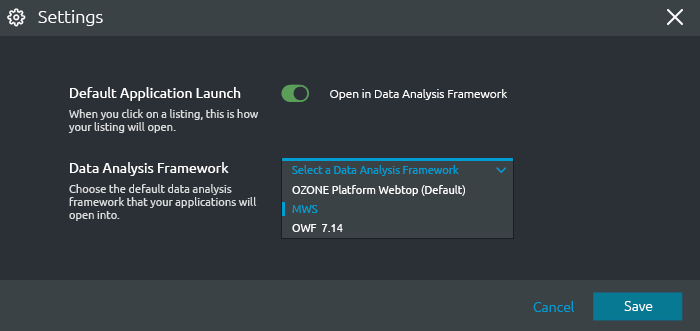 Settings
Default Application Launch
Open in Data Analysis Framework
When you click on a listing, this is how
your listing will open.
Data Analysis Framework
Select a Data Analysis Framework
Choose the default data analysis
framework that your applications will
open into.
OZONE Platform Webtop (Default)
MWS
OWF 7.14
Cancel
Save